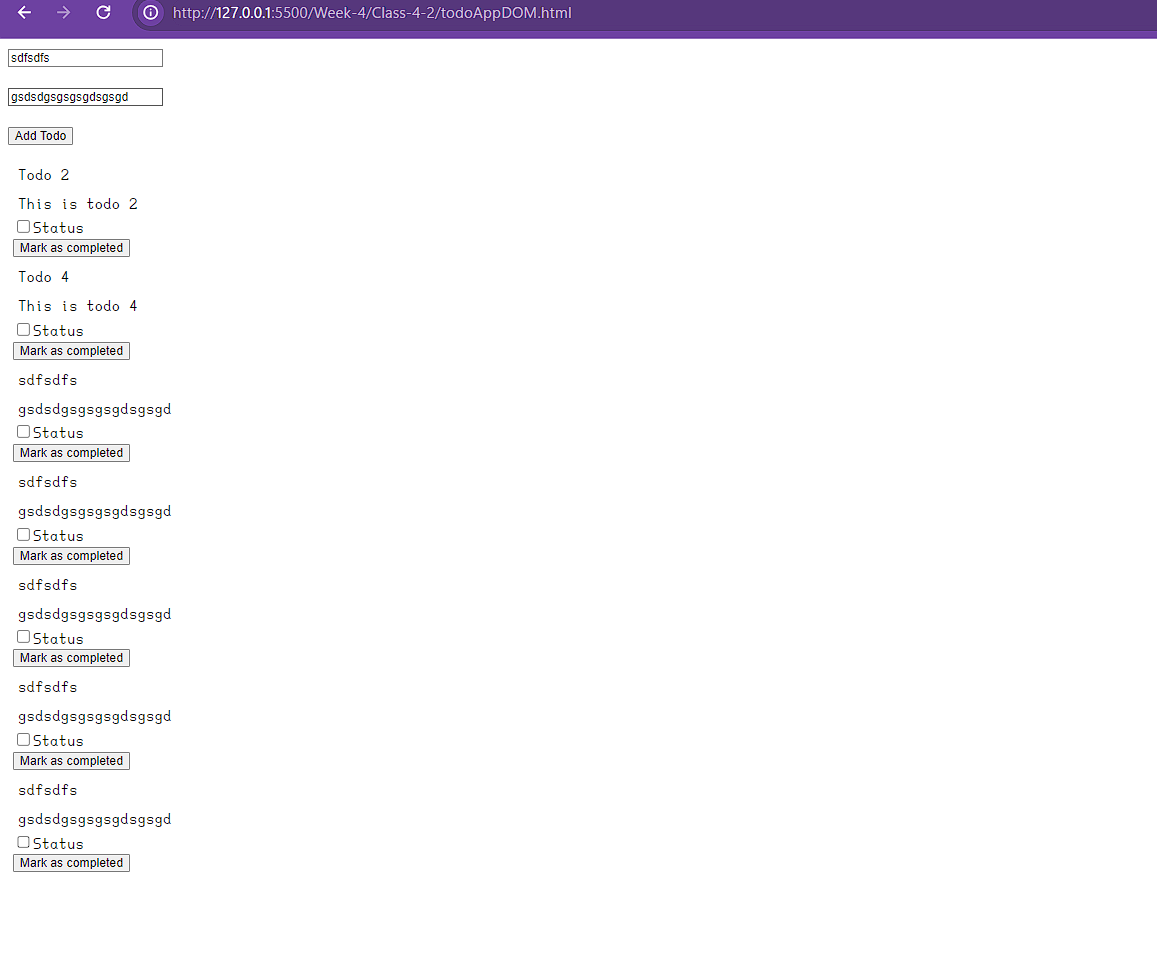 http://127.0.0.1:5500/Week-4/Class-4-2/todoAppDOM.html
sdfsdfs
gsdsdgsgsgsgdsgsgd
Add Todo
Todo 2
This is todo 2
Status
Mark as completed
Todo 4
This is todo 4
Status
Mark as completed
sdfsdfs
gsdsdgsgsgsgdsgsgd
Status
Mark as completed
sdfsdfs
gsdsdgsgsgsgdsgsgd
Status
Mark as completed
sdfsdfs
gsdsdgsgsgsgdsgsgd
Status
Mark as completed
sdfsdfs
gsdsdgsgsgsgdsgsgd
Status
Mark as completed
sdfsdfs
gsdsdgsgsgsgdsgsgd
Status
Mark as completed